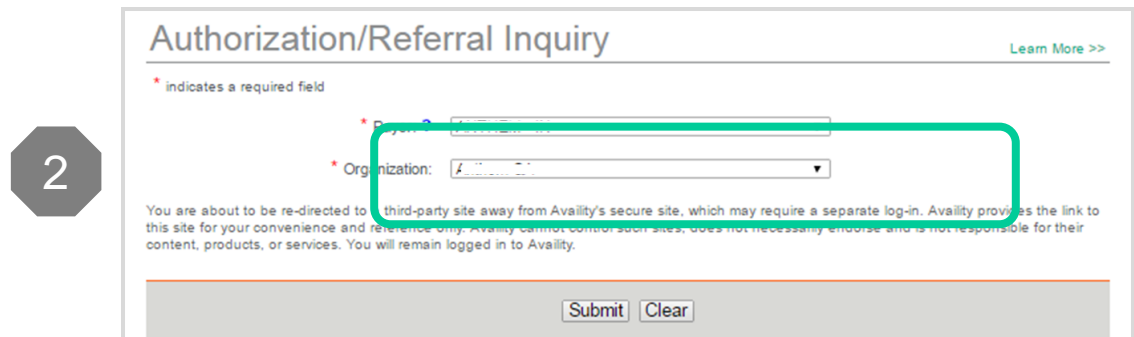 Authorization/Referral Inquiry
Learn More >>
* indicates a required field
2
* Organization:
You are about to be re-directed to a third-party site away from Availity's secure site, which may require a separate log-in. Availity provides the link to
this site for your convenience and reference only. Availity cannot control such sites, does not necessarily endorse and is not responsible for their
content, products, or services. You will remain logged in to Availity.
Submit Clear